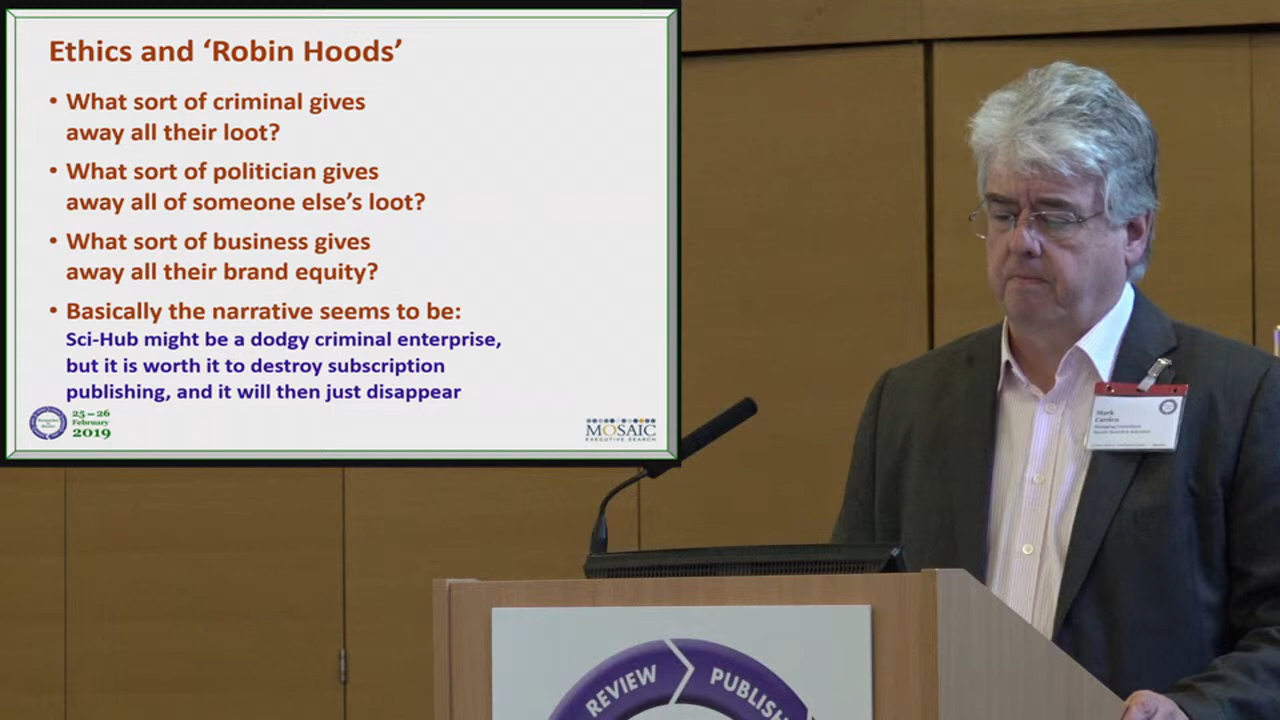 Ethics and ‘Robin Hoods’
• What sort of criminal gives
away all their loot?
• What sort of politician gives
away all of someone else’s loot?
• What sort of business gives
away all their brand equity?
• Basically the narrative seems to be:
Sci-Hub might be a dodgy criminal enterprise,
but it is worth it to destroy subscription
publishing, and it will then just disappear
25 – 26
February
2019
MOSAIC
EXECUTIVE SEARCH
Mark
Carden
REVIEW
PUBLISH